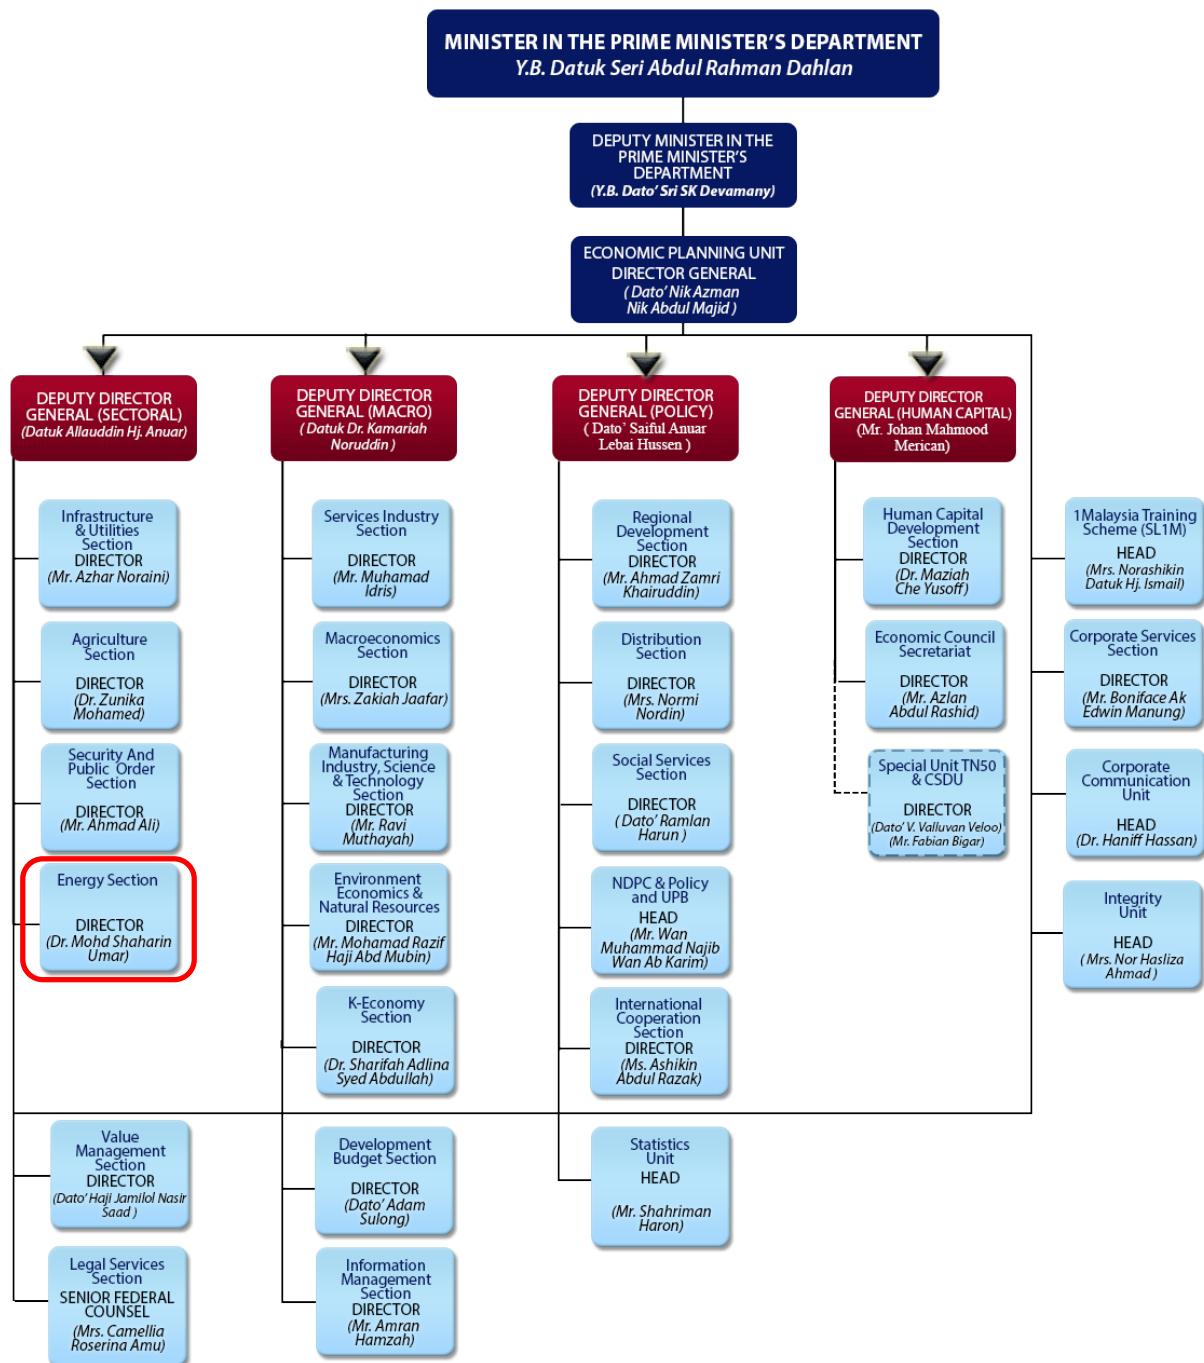 MINISTER IN THE PRIME MINISTER'S DEPARTMENT
Y.B. Datuk Seri Abdul Rahman Dahlan
DEPUTY MINISTER IN THE
PRIME MINISTER'S
DEPARTMENT
(Y.B. Dato' Sri SK Devamany)
ECONOMIC PLANNING UNIT
DIRECTOR GENERAL
( Dato' Nik Azman
Nik Abdul Majid )
DEPUTY DIRECTOR
GENERAL (SECTORAL)
(Datuk Allauddin Hj. Anuar)
DEPUTY DIRECTOR
GENERAL (MACRO)
( Datuk Dr. Kamariah
Noruddin )
DEPUTY DIRECTOR
GENERAL (POLICY)
( Dato' Saiful Anuar
Lebai Hussen )
DEPUTY DIRECTOR
GENERAL (HUMAN CAPITAL)
(Mr. Johan Mahmood
Merican)
Infrastructure
& Utilities
Section
DIRECTOR
(Mr. Azhar Noraini)
Services Industry
Section
DIRECTOR
(Mr. Muhamad
Idris)
Regional
Development
Section
DIRECTOR
(Mr. Ahmad Zamri
Khairuddin)
Human Capital
Development
Section
DIRECTOR
(Dr. Maziah
Che Yusoff)
1Malaysia Training
Scheme (SL1M)
HEAD
(Mrs. Norashikin
Datuk Hj. Ismail)
Agriculture
Section
DIRECTOR
(Dr. Zunika
Mohamed)
Macroeconomics
Section
DIRECTOR
(Mrs. Zakiah Jaafar)
Distribution
Section
DIRECTOR
(Mrs. Normi
Nordin)
Economic Council
Secretariat
DIRECTOR
(Mr. Azlan
Abdul Rashid)
Corporate Services
Section
DIRECTOR
(Mr. Boniface Ak
Edwin Manung)
Security And
Public Order
Section
DIRECTOR
(Mr. Ahmad Ali)
Manufacturing
Industry, Science
& Technology
Section
DIRECTOR
(Mr. Ravi
Muthayah)
Social Services
Section
DIRECTOR
( Dato' Ramlan
Harun )
Special Unit TN50
& CSDU
DIRECTOR
(Dato' V. Valluvan Veloo)
(Mr. Fabian Bigar)
Corporate
Communication
Unit
HEAD
(Dr. Haniff Hassan)
Energy Section
DIRECTOR
(Dr. Mohd Shaharin
Umar)
Environment
Economics &
Natural Resources
DIRECTOR
(Mr. Mohamad Razif
Haji Abd Mubin)
NDPC & Policy
and UPB
HEAD
(Mr. Wan
Muhammad Najib
Wan Ab Karim)
Integrity
Unit
HEAD
( Mrs. Nor Hasliza
Ahmad )
K-Economy
Section
DIRECTOR
(Dr. Sharifah Adlina
Syed Abdullah)
International
Cooperation
Section
DIRECTOR
(Ms. Ashikin
Abdul Razak)
Value
Management
Section
DIRECTOR
(Dato' Haji Jamilol Nasir
Saad )
Development
Budget Section
DIRECTOR
(Dato' Adam
Sulong)
Statistics
Unit
HEAD
(Mr. Shahriman
Haron)
Legal Services
Section
SENIOR FEDERAL
COUNSEL
(Mrs. Camellia
Roserina Amu)
Information
Management
Section
DIRECTOR
(Mr. Amran
Hamzah)